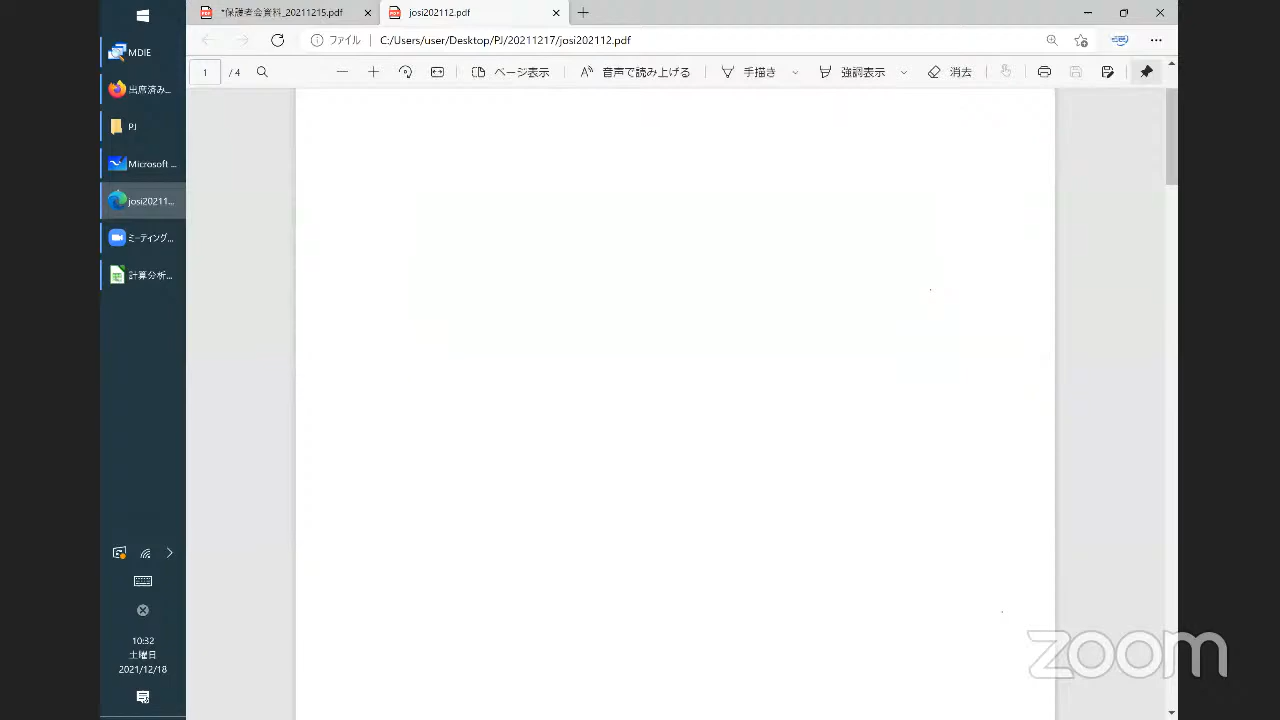 *保護者会資料_20211215.pdf
josi202112.pdf
ファイル
C:/Users/user/Desktop/PJ/20211217/josi202112.pdf
1 / 4
ページ表示
音声で読み上げる
手描き
強調表示
消去
MDIE
出席済み...
PJ
Microsoft ...
josi20211...
ミーティング...
計算分析...
10:32
土曜日
2021/12/18
zoom